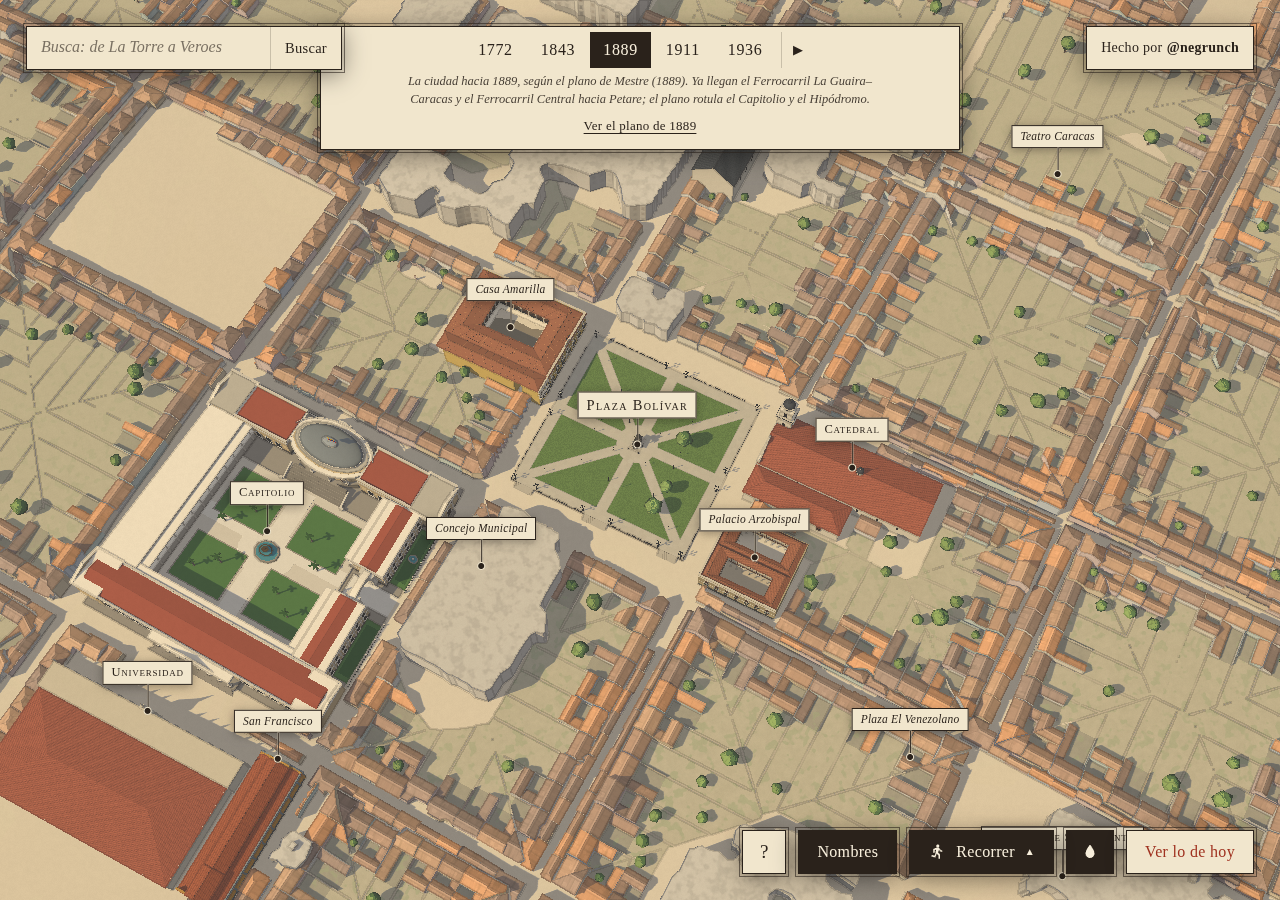 Busca: de La Torre a Veroes
Buscar
1772 1843 1889 1911 1936 ▶
La ciudad hacia 1889, según el plano de Mestre (1889). Ya llegan el Ferrocarril La Guaira–
Caracas y el Ferrocarril Central hacia Petare; el plano rotula el Capitolio y el Hipódromo.
Ver el plano de 1889
Hecho por @negrunch
Teatro Caracas
Casa Amarilla
Plaza Bolívar
Catedral
Capitolio
Concejo Municipal
Palacio Arzobispal
Universidad
San Francisco
Plaza El Venezolano
?
Nombres
Recorrer ▲
Ver lo de hoy